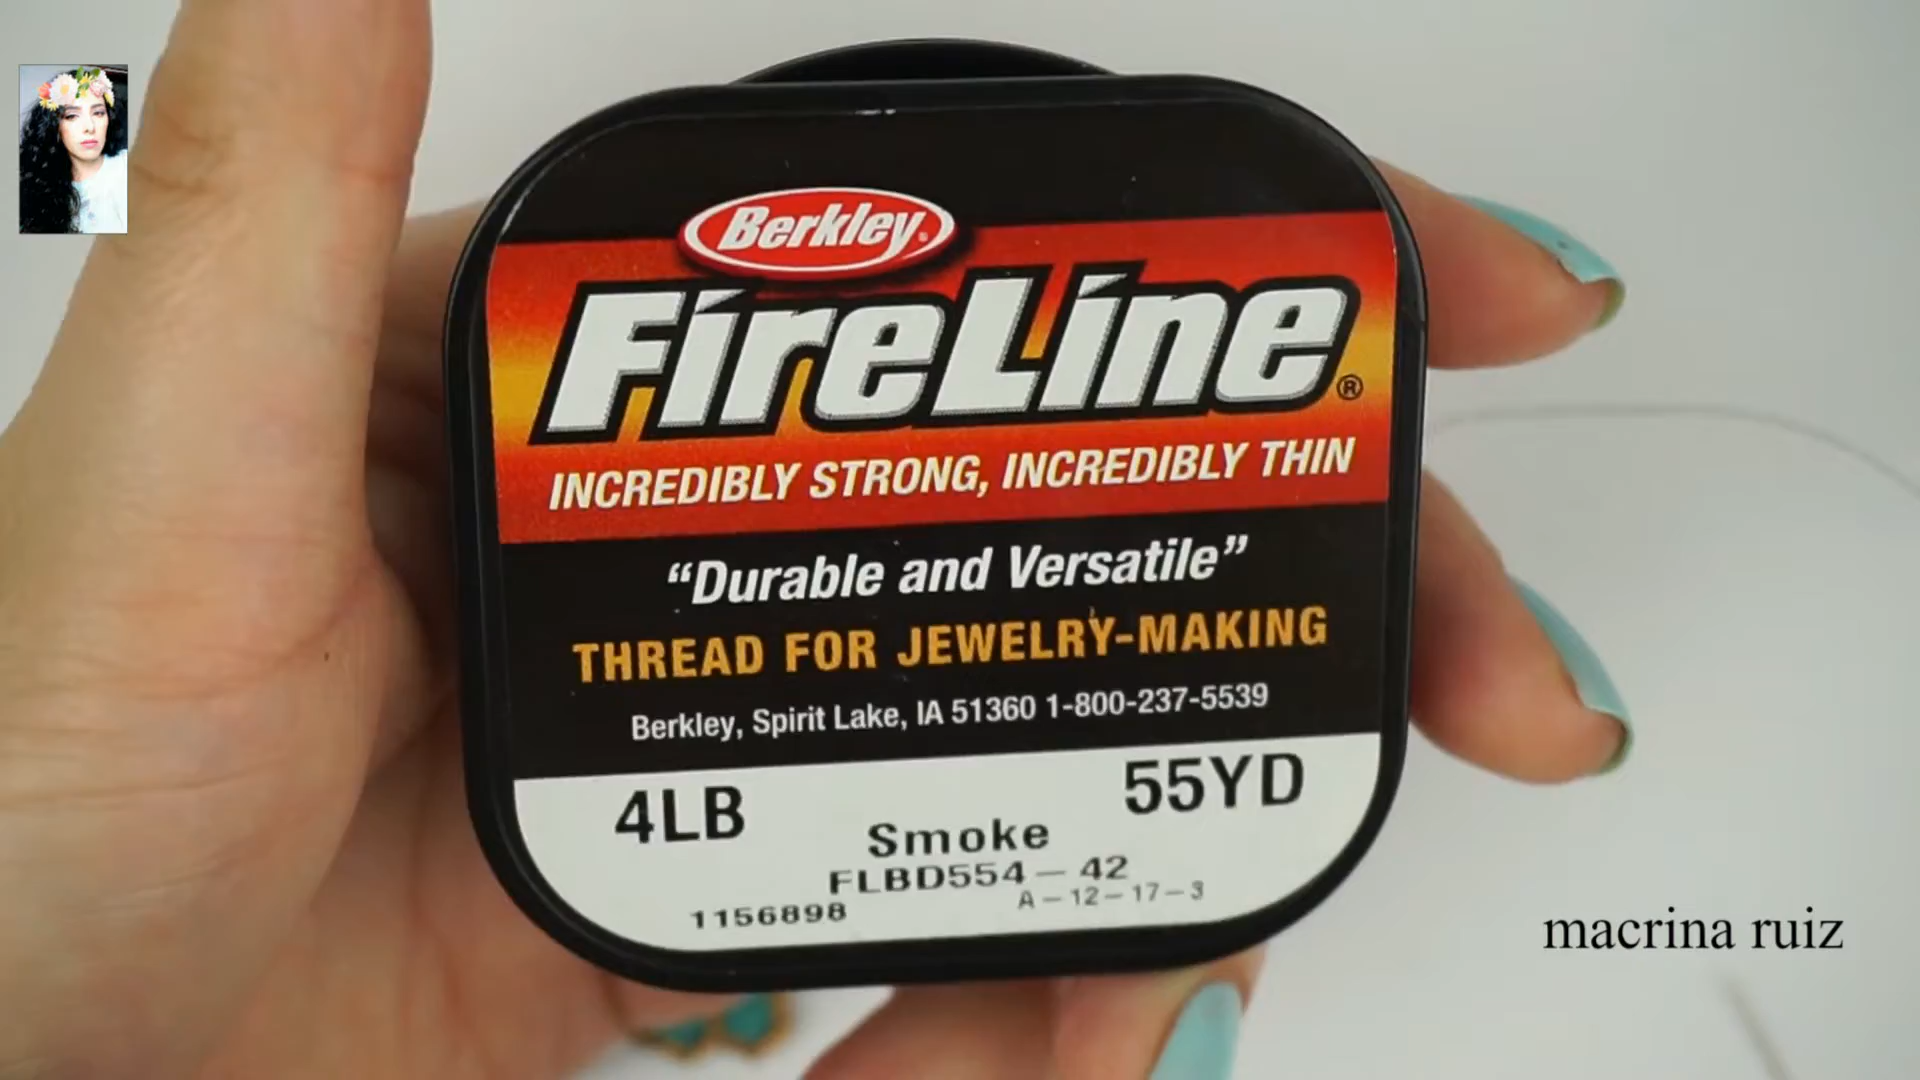 Berkley®
FireLine®
INCREDIBLY STRONG, INCREDIBLY THIN
“Durable and Versatile”
THREAD FOR JEWELRY-MAKING
Berkley, Spirit Lake, IA 51360 1-800-237-5539
4LB 55YD
Smoke
FLBD554 – 42
A – 12 – 17 – 3
1156898
macrina ruiz